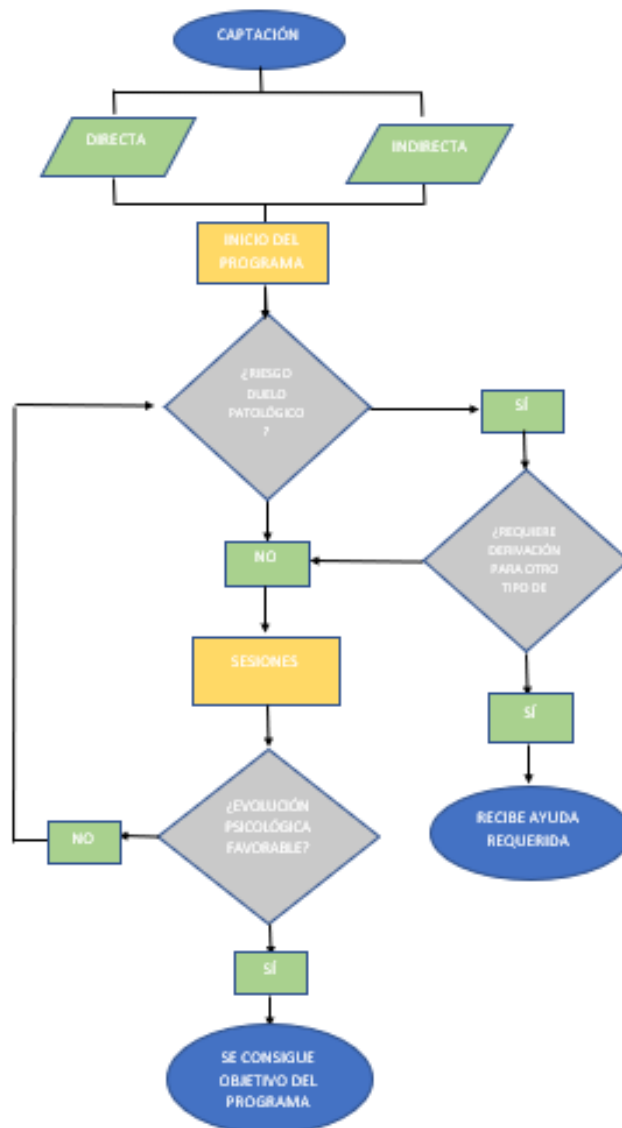 CAPTACIÓN
DIRECTA
INDIRECTA
INICIO DEL
PROGRAMA
¿RIESGO
DUELO
PATOLÓGICO
?
SÍ
¿REQUIERE
DERIVACIÓN
PARA OTRO
TIPO DE
NO
SESIONES
SÍ
¿EVOLUCIÓN
PSICOLÓGICA
FAVORABLE?
NO
RECIBE AYUDA
REQUERIDA
SÍ
SE CONSIGUE
OBJETIVO DEL
PROGRAMA